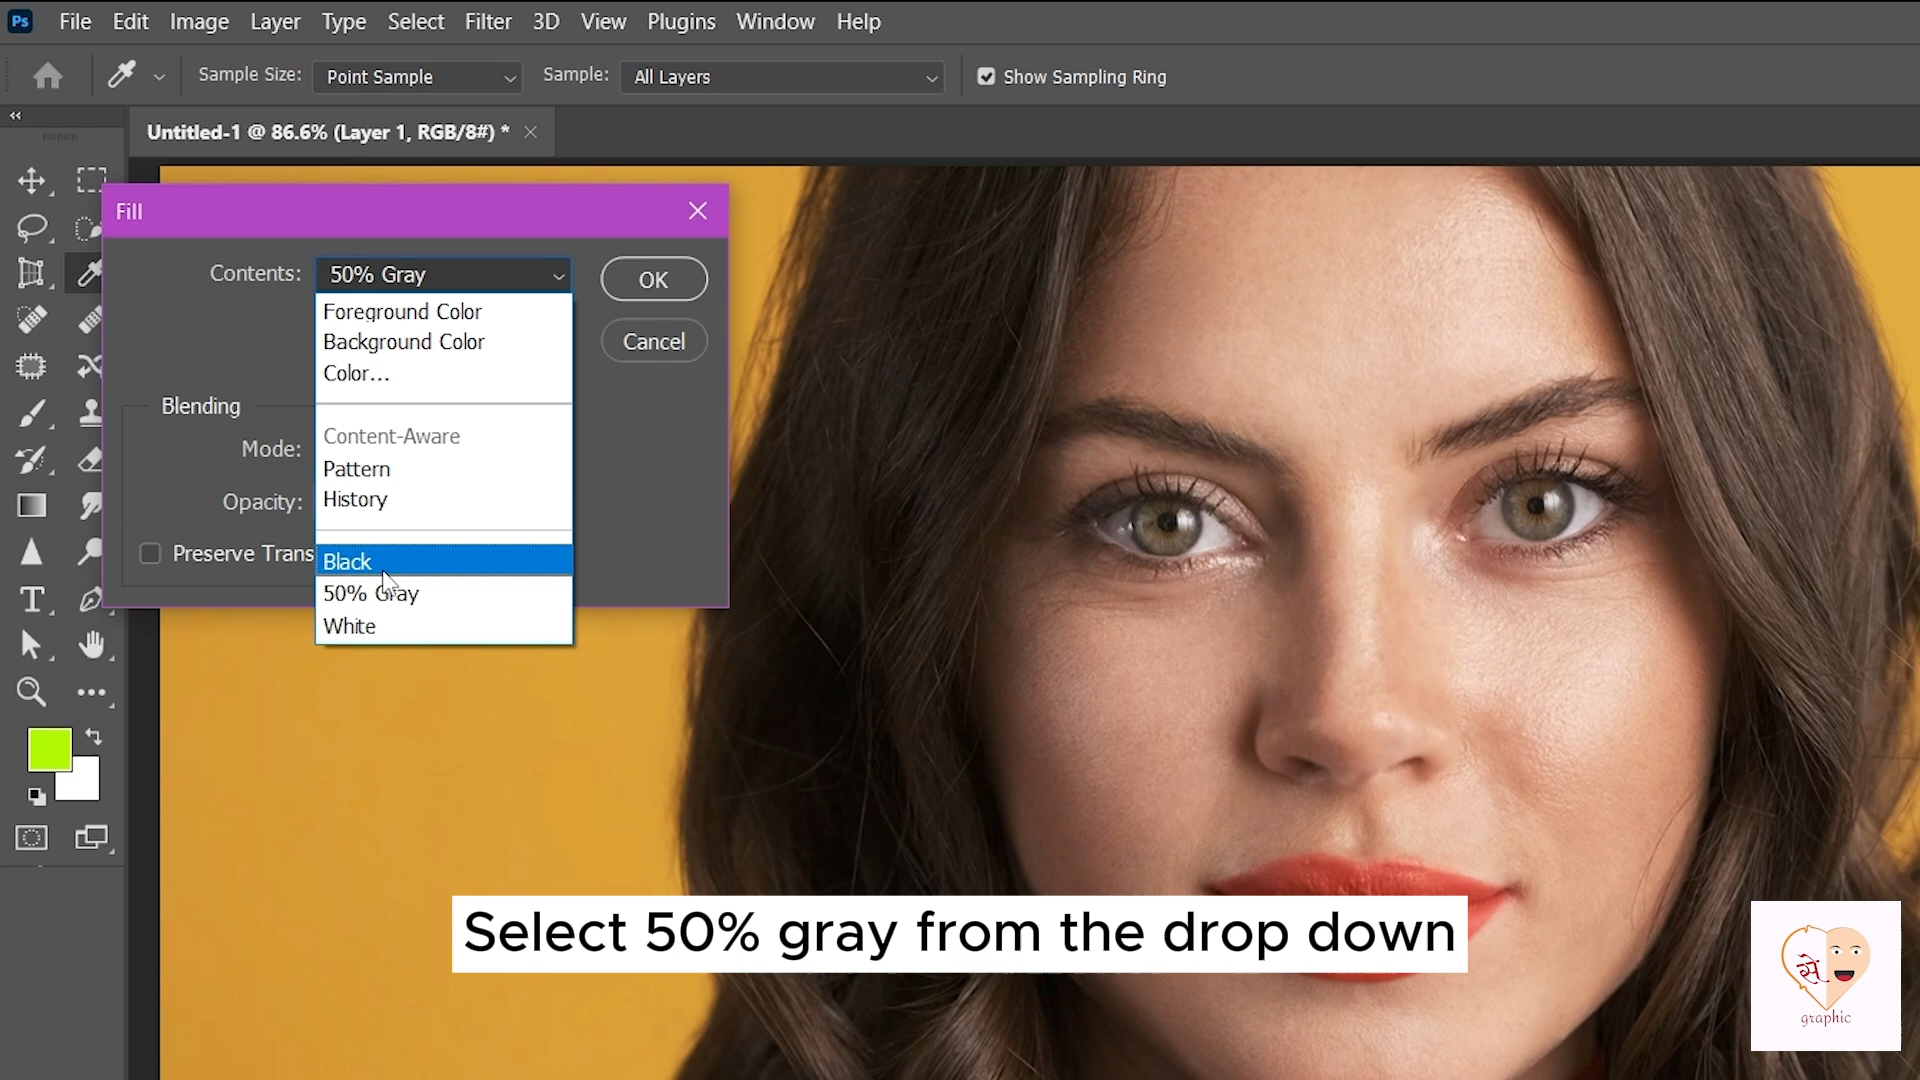 Ps File Edit Image Layer Type Select Filter 3D View Plugins Window Help
Sample Size: Point Sample Sample: All Layers Show Sampling Ring
Untitled-1 @ 86.6% (Layer 1, RGB/8#) *
Fill
Contents: 50% Gray OK
Foreground Color
Background Color Cancel
Color...
Blending
Content-Aware
Mode:
Pattern
History
Opacity:
Preserve Trans
Black
50% Gray
White
Select 50% gray from the drop down
सें
graphic